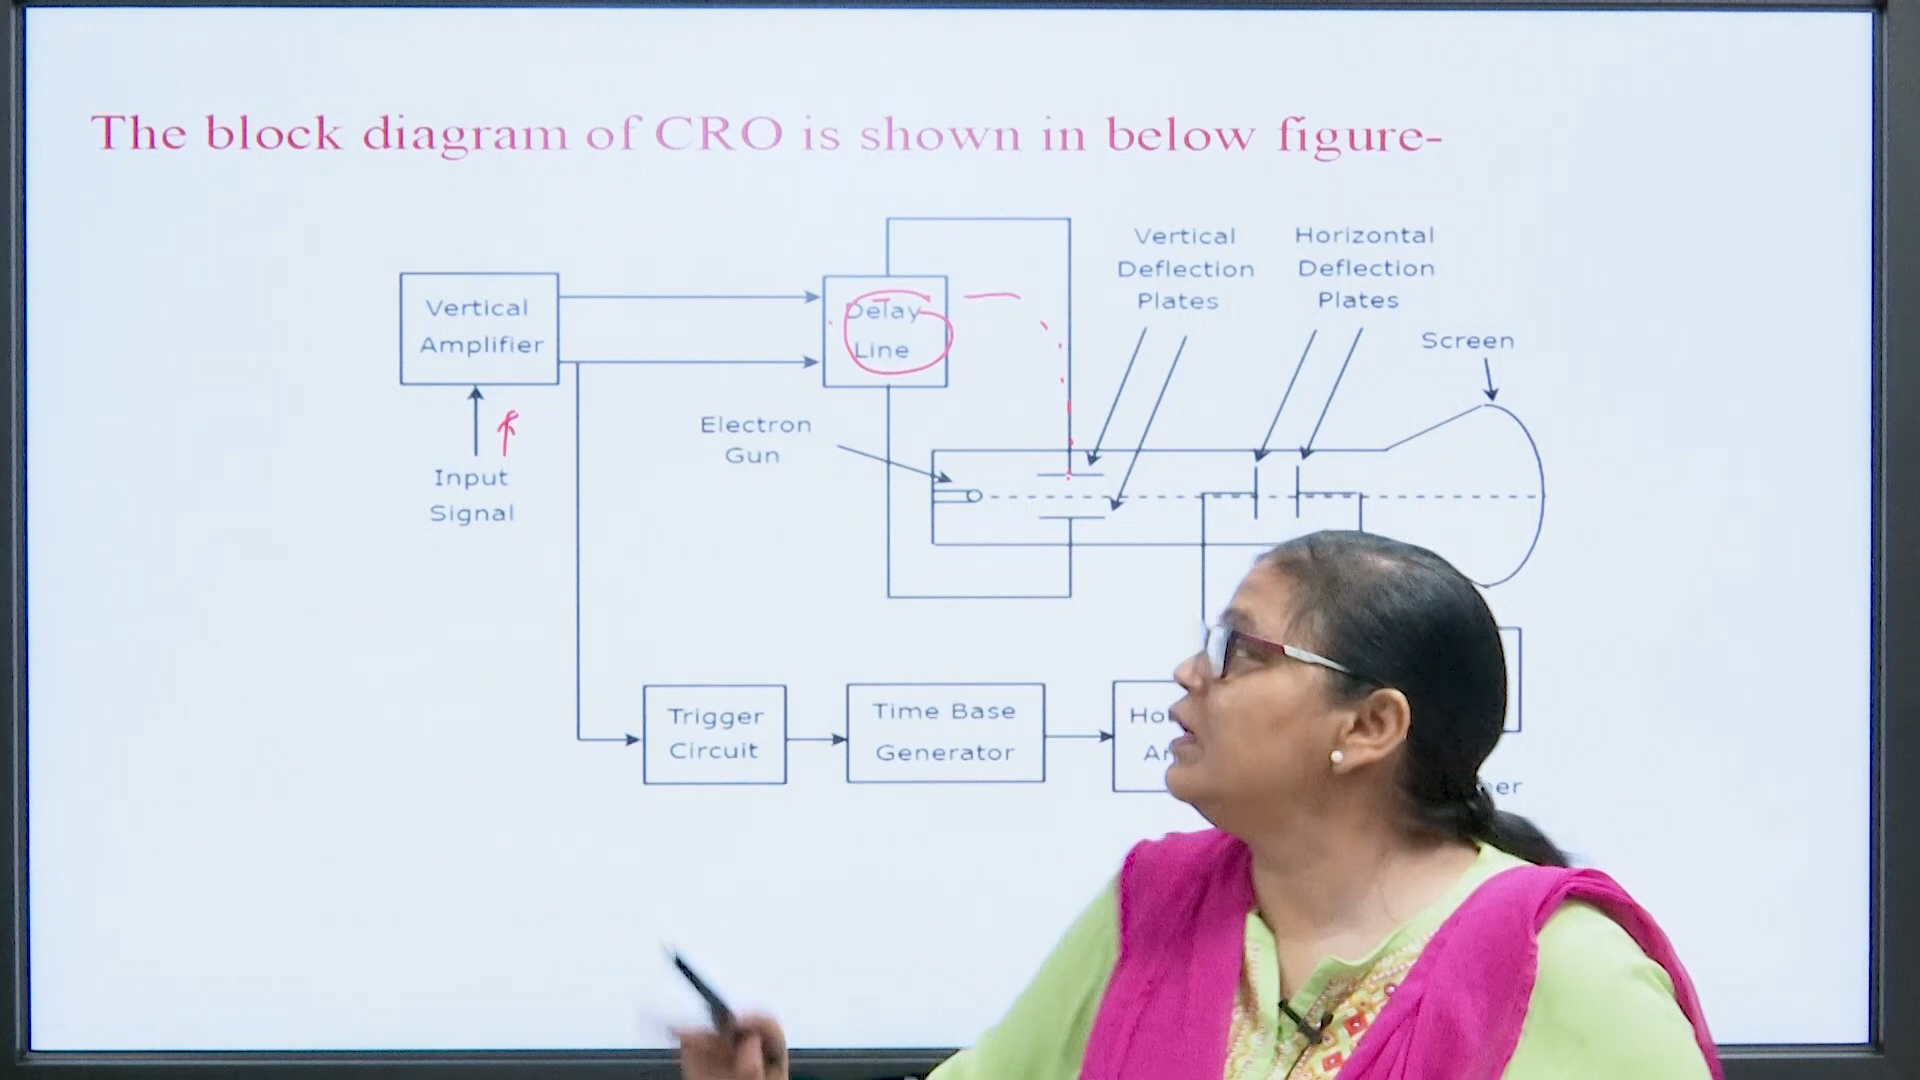 The block diagram of CRO is shown in below figure-
Vertical
Deflection
Plates
Horizontal
Deflection
Plates
Vertical
Amplifier
Delay
Line
Screen
Electron
Gun
Input
Signal
Trigger
Circuit
Time Base
Generator